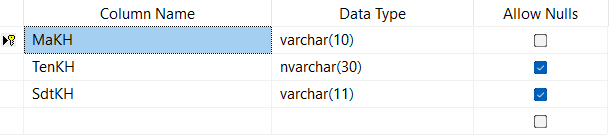 Column Name Data Type Allow Nulls
MaKH varchar(10)
TenKH nvarchar(30)
SdtKH varchar(11)